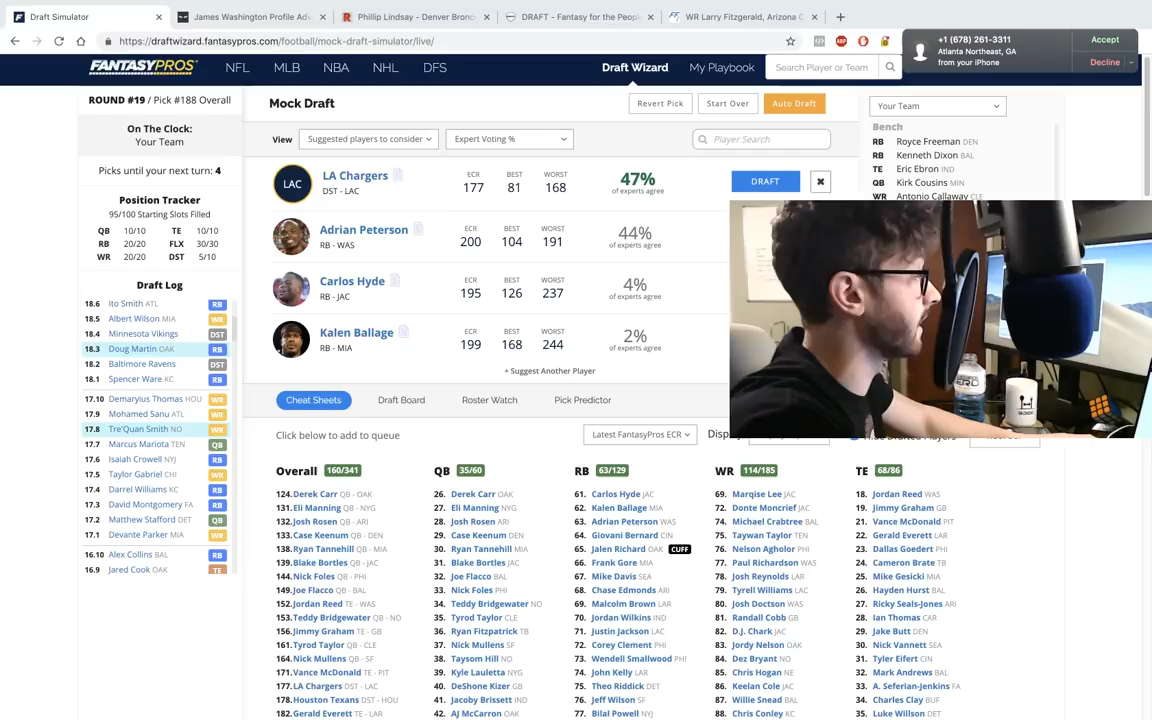 Draft Simulator
James Washington Profile Adv
Phillip Lindsay - Denver Bronc
DRAFT - Fantasy for the Peopl
WR Larry Fitzgerald, Arizona C
https://draftwizard.fantasypros.com/football/mock-draft-simulator/live/
+1 (678) 261-3311
Atlanta Northeast, GA
from your iPhone
Accept
Decline
FANTASYPROS
NFL MLB NBA NHL DFS
Draft Wizard My Playbook
Search Player or Team
ROUND #19 / Pick #188 Overall
On The Clock:
Your Team
Picks until your next turn: 4
Position Tracker
95/100 Starting Slots Filled
QB 10/10 TE 10/10
RB 20/20 FLX 30/30
WR 20/20 DST 5/10
Draft Log
18.6 Ito Smith ATL RB
18.5 Albert Wilson MIA WR
18.4 Minnesota Vikings DST
18.3 Doug Martin OAK RB
18.2 Baltimore Ravens DST
18.1 Spencer Ware KC RB
17.10 Demaryius Thomas HOU WR
17.9 Mohamed Sanu ATL WR
17.8 Tre'Quan Smith NO WR
17.7 Marcus Mariota TEN QB
17.6 Isaiah Crowell NYJ RB
17.5 Taylor Gabriel CHI WR
17.4 Darrel Williams KC RB
17.3 David Montgomery FA RB
17.2 Matthew Stafford DET QB
17.1 Devante Parker MIA WR
16.10 Alex Collins BAL RB
16.9 Jared Cook OAK TE
Mock Draft
Revert Pick Start Over Auto Draft
View Suggested players to consider Expert Voting % Player Search
LAC LA Chargers
DST - LAC
ECR BEST WORST
177 81 168
47%
of experts agree
DRAFT
Adrian Peterson
RB - WAS
ECR BEST WORST
200 104 191
44%
of experts agree
Carlos Hyde
RB - JAC
ECR BEST WORST
195 126 237
4%
of experts agree
Kalen Ballage
RB - MIA
ECR BEST WORST
199 168 244
2%
of experts agree
+ Suggest Another Player
Your Team
Bench
RB Royce Freeman DEN
RB Kenneth Dixon BAL
TE Eric Ebron IND
QB Kirk Cousins MIN
WR Antonio Callaway CLE
Cheat Sheets Draft Board Roster Watch Pick Predictor
Click below to add to queue
Latest FantasyPros ECR
Overall 160/341
124. Derek Carr QB - OAK
131. Eli Manning QB - NYG
132. Josh Rosen QB - ARI
133. Case Keenum QB - DEN
138. Ryan Tannehill QB - MIA
139. Blake Bortles QB - JAC
144. Nick Foles QB - PHI
149. Joe Flacco QB - BAL
152. Jordan Reed TE - WAS
153. Teddy Bridgewater QB - NO
156. Jimmy Graham TE - GB
161. Tyrod Taylor QB - CLE
164. Nick Mullens QB - SF
171. Vance McDonald TE - PIT
177. LA Chargers DST - LAC
178. Houston Texans DST - HOU
182. Gerald Everett TE - LAR
QB 35/60
26. Derek Carr OAK
27. Eli Manning NYG
28. Josh Rosen ARI
29. Case Keenum DEN
30. Ryan Tannehill MIA
31. Blake Bortles JAC
32. Joe Flacco BAL
33. Nick Foles PHI
34. Teddy Bridgewater NO
35. Tyrod Taylor CLE
36. Ryan Fitzpatrick TB
37. Nick Mullens SF
38. Taysom Hill NO
39. Kyle Lauletta NYG
40. DeShone Kizer GB
41. Jacoby Brissett IND
42. AJ McCarron OAK
RB 63/129
61. Carlos Hyde JAC
62. Kalen Ballage MIA
63. Adrian Peterson WAS
64. Giovani Bernard CIN
65. Jalen Richard OAK CUFF
66. Frank Gore MIA
67. Mike Davis SEA
68. Chase Edmonds ARI
69. Malcolm Brown LAR
70. Jordan Wilkins IND
71. Justin Jackson LAC
72. Corey Clement PHI
73. Wendell Smallwood PHI
74. John Kelly LAR
75. Theo Riddick DET
76. Jeff Wilson SF
77. Bilal Powell NYJ
WR 114/185
69. Marqise Lee JAC
72. Donte Moncrief JAC
74. Michael Crabtree BAL
75. Taywan Taylor TEN
76. Nelson Agholor PHI
77. Paul Richardson WAS
78. Josh Reynolds LAR
79. Tyrell Williams LAC
80. Josh Doctson WAS
81. Randall Cobb GB
82. D.J. Chark JAC
83. Jordy Nelson OAK
84. Dez Bryant NO
85. Chris Hogan NE
86. Keelan Cole JAC
87. Willie Snead BAL
88. Chris Conley KC
TE 68/86
18. Jordan Reed WAS
19. Jimmy Graham GB
21. Vance McDonald PIT
22. Gerald Everett LAR
23. Dallas Goedert PHI
24. Cameron Brate TB
25. Mike Gesicki MIA
26. Hayden Hurst BAL
27. Ricky Seals-Jones ARI
28. Ian Thomas CAR
29. Jake Butt DEN
30. Nick Vannett SEA
31. Tyler Eifert CIN
32. Mark Andrews BAL
33. A. Seferian-Jenkins FA
34. Charles Clay BUF
35. Luke Willson DET